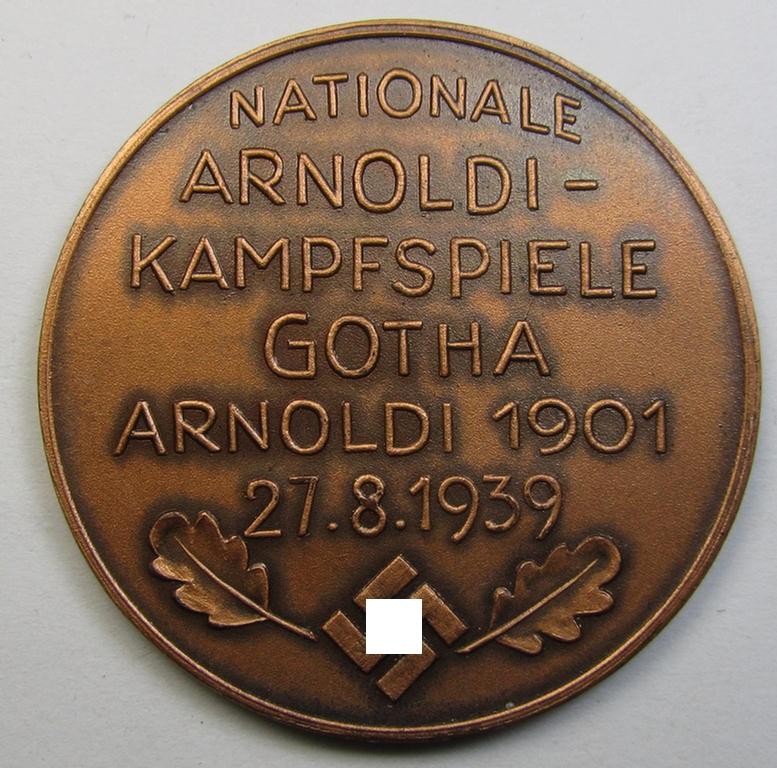 NATIONALE
ARNOLDI-
KAMPFSPIELE
GOTHA
ARNOLDI 1901
27.8.1939